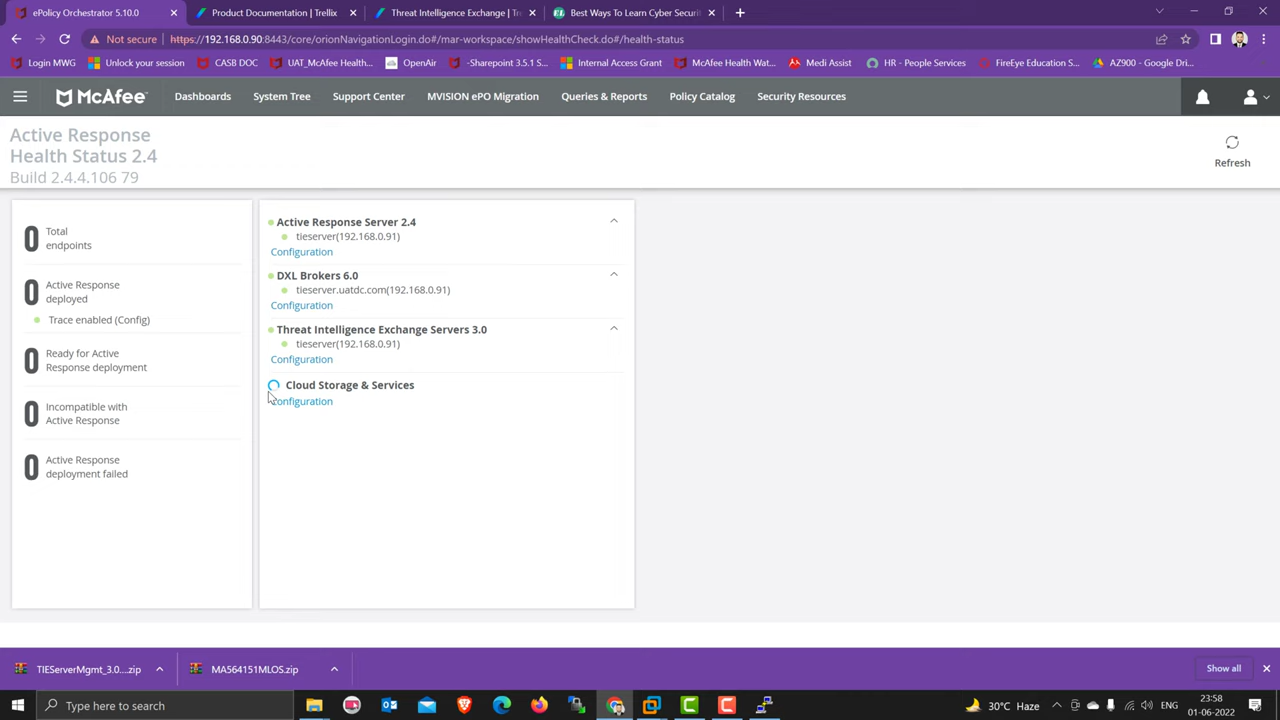 ePolicy Orchestrator 5.10.0
Product Documentation | Trellix
Threat Intelligence Exchange | Tr
Best Ways To Learn Cyber Securi
Not secure
https://192.168.0.90:8443/core/orionNavigationLogin.do#/mar-workspace/showHealthCheck.do#/health-status
Login MWG
Unlock your session
CASB DOC
UAT_McAfee Health...
OpenAir
-Sharepoint 3.5.1 S...
Internal Access Grant
McAfee Health Wat...
Medi Assist
HR - People Services
FireEye Education S...
AZ900 - Google Dri...
McAfee™
Dashboards
System Tree
Support Center
MVISION ePO Migration
Queries & Reports
Policy Catalog
Security Resources
Active Response
Health Status 2.4
Build 2.4.4.106 79
Refresh
0 Total
endpoints
0 Active Response
deployed
Trace enabled (Config)
0 Ready for Active
Response deployment
0 Incompatible with
Active Response
0 Active Response
deployment failed
Active Response Server 2.4
tieserver(192.168.0.91)
Configuration
DXL Brokers 6.0
tieserver.uatdc.com(192.168.0.91)
Configuration
Threat Intelligence Exchange Servers 3.0
tieserver(192.168.0.91)
Configuration
Cloud Storage & Services
Configuration
TIEServerMgmt_3.0....zip
MA564151MLOS.zip
Show all
Type here to search
30°C Haze
ENG
23:58
01-06-2022